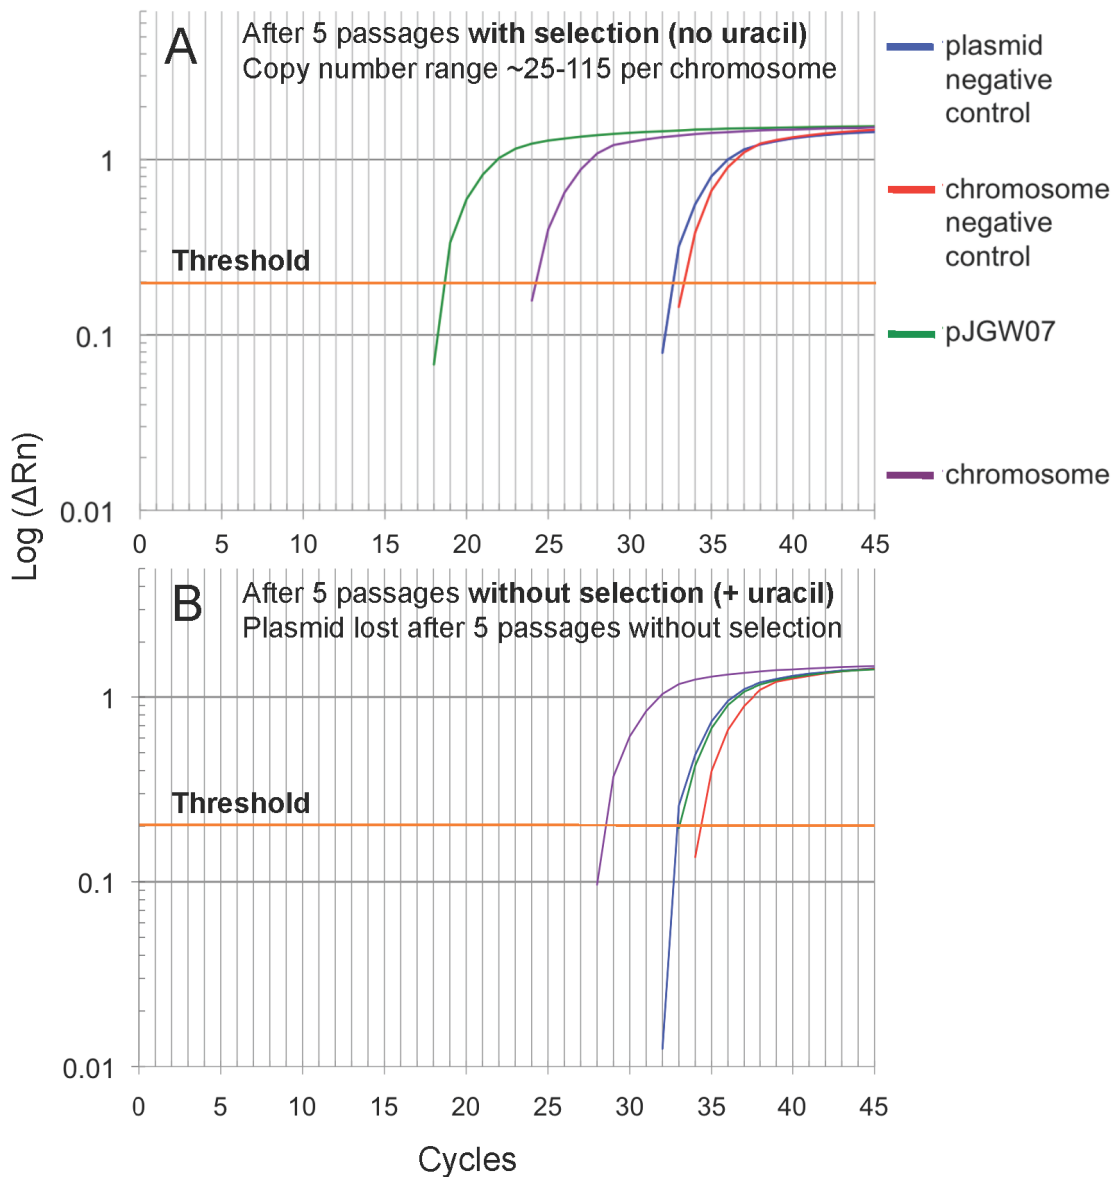 A
After 5 passages with selection (no uracil)
Copy number range ~25-115 per chromosome
Threshold
1
0.1
0.01
0 5 10 15 20 25 30 35 40 45
plasmid
negative
control
chromosome
negative
control
pJGW07
chromosome
Log (ΔRn)
B
After 5 passages without selection (+ uracil)
Plasmid lost after 5 passages without selection
Threshold
1
0.1
0.01
0 5 10 15 20 25 30 35 40 45
Cycles